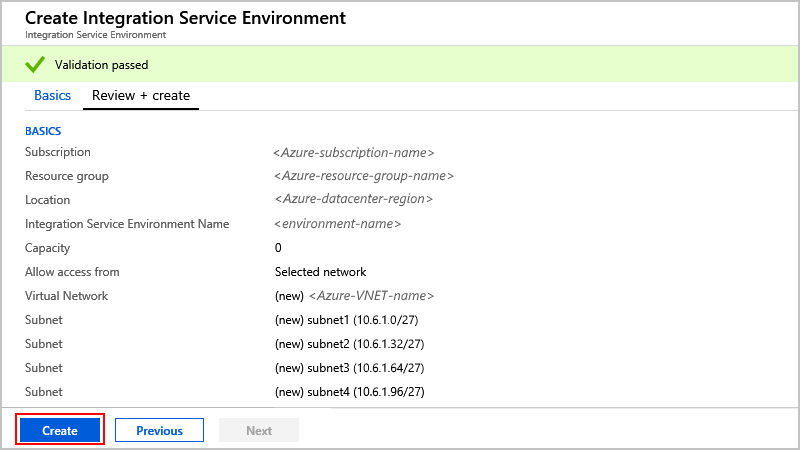 Create Integration Service Environment
Integration Service Environment
Validation passed
Basics Review + create
BASICS
Subscription <Azure-subscription-name>
Resource group <Azure-resource-group-name>
Location <Azure-datacenter-region>
Integration Service Environment Name <environment-name>
Capacity 0
Allow access from Selected network
Virtual Network (new) <Azure-VNET-name>
Subnet (new) subnet1 (10.6.1.0/27)
Subnet (new) subnet2 (10.6.1.32/27)
Subnet (new) subnet3 (10.6.1.64/27)
Subnet (new) subnet4 (10.6.1.96/27)
Create Previous Next